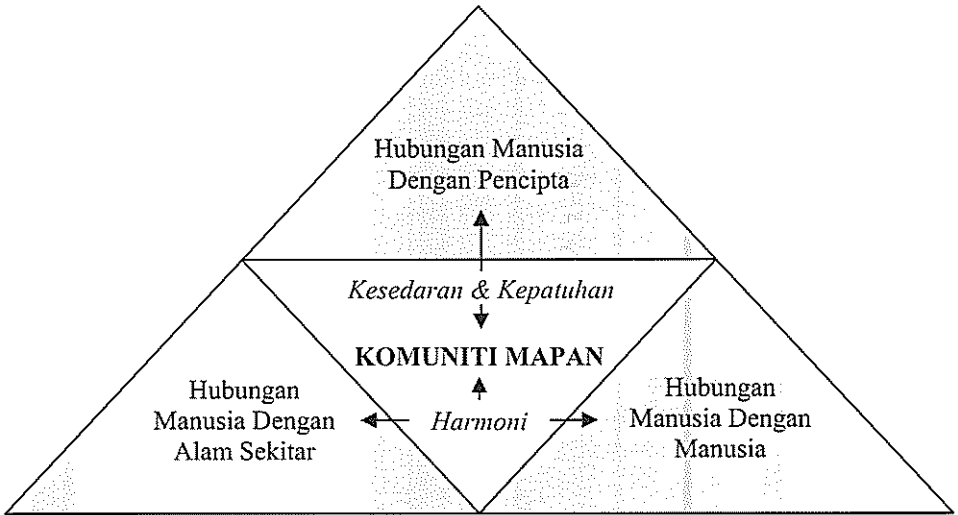 Hubungan Manusia
Dengan Pencipta
Kesedaran & Kepatuhan
KOMUNITI MAPAN
Harmoni
Hubungan
Manusia Dengan
Alam Sekitar
Hubungan
Manusia Dengan
Manusia